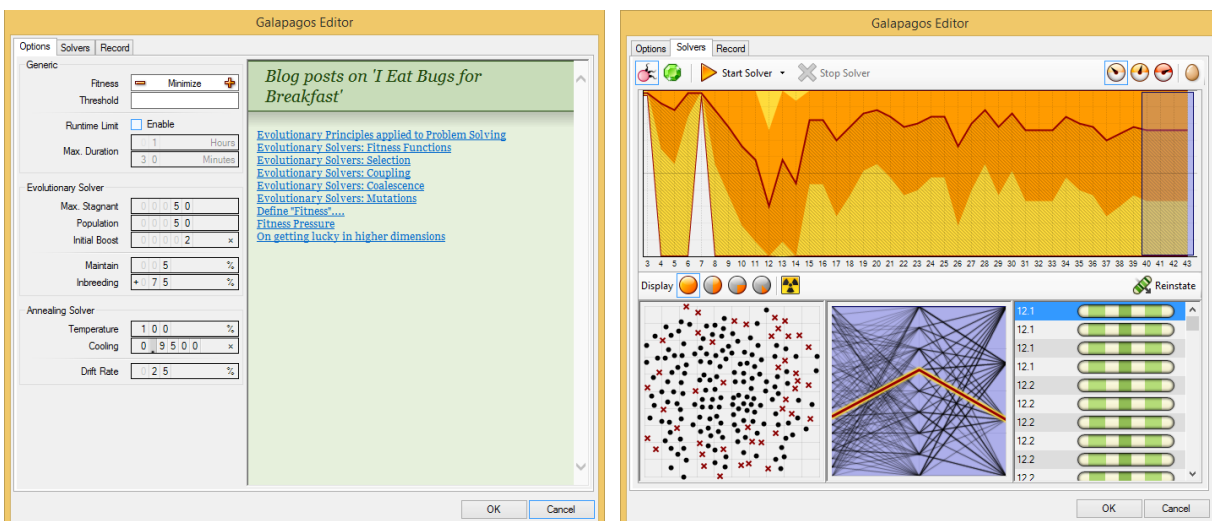 Galapagos Editor
Options Solvers Record
Generic
Fitness Minimize
Threshold
Runtime Limit Enable
Max. Duration 0 1 Hours
3 0 Minutes
Evolutionary Solver
Max. Stagnant 0 0 0 5 0
Population 0 0 0 5 0
Initial Boost 0 0 0 0 2 ×
Maintain 0 0 5 %
Inbreeding + 0 7 5 %
Annealing Solver
Temperature 1 0 0 %
Cooling 0 . 9 5 0 0 ×
Drift Rate 0 2 5 %
Blog posts on 'I Eat Bugs for
Breakfast'
Evolutionary Principles applied to Problem Solving
Evolutionary Solvers: Fitness Functions
Evolutionary Solvers: Selection
Evolutionary Solvers: Coupling
Evolutionary Solvers: Coalescence
Evolutionary Solvers: Mutations
Define "Fitness"....
Fitness Pressure
On getting lucky in higher dimensions
OK Cancel
Galapagos Editor
Options Solvers Record
Start Solver Stop Solver
3 4 5 6 7 8 9 10 11 12 13 14 15 16 17 18 19 20 21 22 23 24 25 26 27 28 29 30 31 32 33 34 35 36 37 38 39 40 41 42 43
Display Reinstate
12.1
12.1
12.1
12.1
12.2
12.2
12.2
12.2
12.2
12.2
OK Cancel